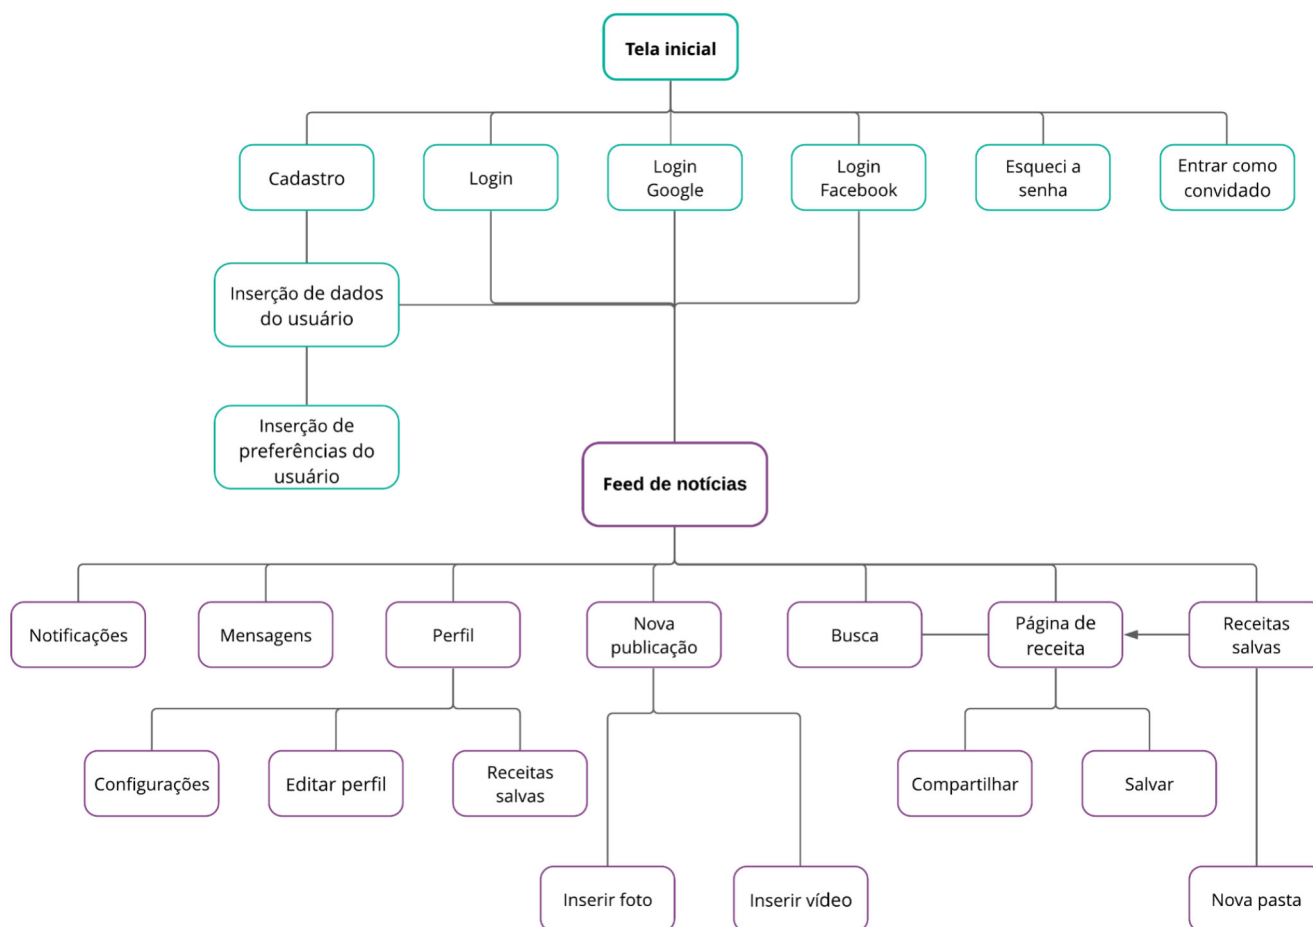 Tela inicial
Cadastro
Login
Login
Google
Login
Facebook
Esqueci a
senha
Entrar como
convidado
Inserção de dados
do usuário
Inserção de
preferências do
usuário
Feed de notícias
Notificações
Mensagens
Perfil
Nova
publicação
Busca
Página de
receita
Receitas
salvas
Configurações
Editar perfil
Receitas
salvas
Compartilhar
Salvar
Inserir foto
Inserir vídeo
Nova pasta